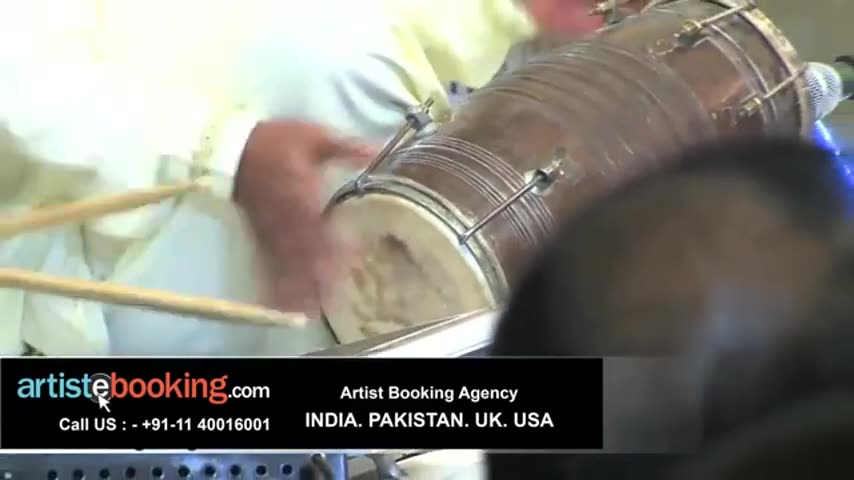 artistebooking.com
Call US : - +91-11 40016001
Artist Booking Agency
INDIA. PAKISTAN. UK. USA